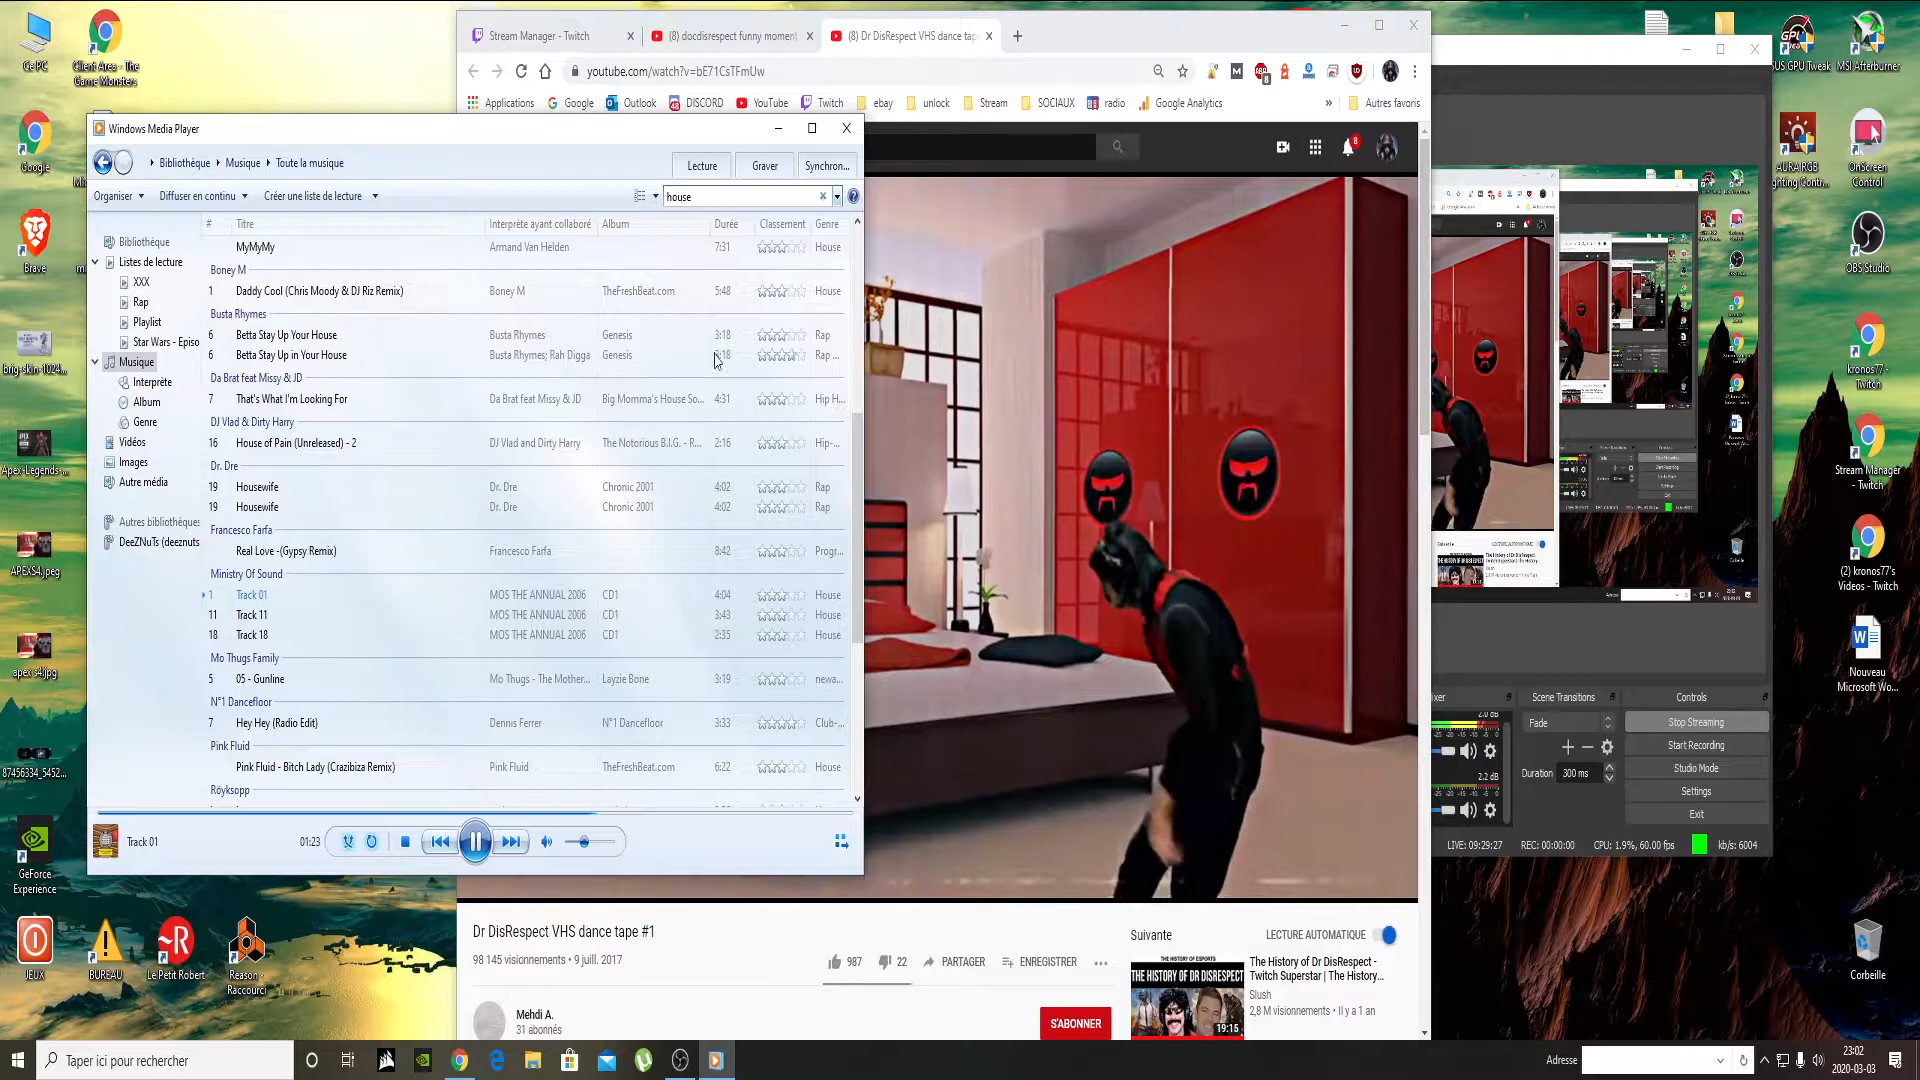 Ce PC
Client Area - The Game Monsters
Google
Brave
brig-skin-1024...
Apex-Legends-...
APEXS4.jpeg
apex s4.jpg
87456334_5452...
GeForce Experience
JEUX
BUREAU
Le Petit Robert
Reason - Raccourci
Stream Manager - Twitch
(8) docdisrespect funny moment
(8) Dr DisRespect VHS dance tape
youtube.com/watch?v=bE71CsTFmUw
Applications
Google
Outlook
DISCORD
YouTube
Twitch
ebay
unlock
Stream
SOCIAUX
radio
Google Analytics
»
Autres favoris
Windows Media Player
Bibliothèque
Musique
Toute la musique
Lecture
Graver
Synchron...
Organiser
Diffuser en continu
Créer une liste de lecture
house
# Titre Interprète ayant collaboré Album Durée Classement Genre
MyMyMy Armand Van Helden 7:31 House
Boney M
1 Daddy Cool (Chris Moody & DJ Riz Remix) Boney M TheFreshBeat.com 5:48 House
Busta Rhymes
6 Betta Stay Up Your House Busta Rhymes Genesis 3:18 Rap
6 Betta Stay Up in Your House Busta Rhymes; Rah Digga Genesis :18 Rap ...
Da Brat feat Missy & JD
7 That's What I'm Looking For Da Brat feat Missy & JD Big Momma's House So... 4:31 Hip H...
DJ Vlad & Dirty Harry
16 House of Pain (Unreleased) - 2 DJ Vlad and Dirty Harry The Notorious B.I.G. - R... 2:16 Hip-...
Dr. Dre
19 Housewife Dr. Dre Chronic 2001 4:02 Rap
19 Housewife Dr. Dre Chronic 2001 4:02 Rap
Francesco Farfa
Real Love -(Gypsy Remix) Francesco Farfa 8:42 Progr...
Ministry Of Sound
1 Track 01 MOS THE ANNUAL 2006 CD1 4:04 House
11 Track 11 MOS THE ANNUAL 2006 CD1 3:43 House
18 Track 18 MOS THE ANNUAL 2006 CD1 2:35 House
Mo Thugs Family
5 05 - Gunline Mo Thugs - The Mother... Layzie Bone 3:19 newa...
N°1 Dancefloor
7 Hey Hey (Radio Edit) Dennis Ferrer N°1 Dancefloor 3:33 Club-...
Pink Fluid
Pink Fluid - Bitch Lady (Crazibiza Remix) Pink Fluid TheFreshBeat.com 6:22 House
Röyksopp
Bibliothèque
Listes de lecture
XXX
Rap
Playlist
Star Wars - Episo
Musique
Interprète
Album
Genre
Vidéos
Images
Autre média
Autres bibliothèques
DeeZNuTs (deeznuts
Track 01
01:23
Dr DisRespect VHS dance tape #1
98 145 visionnements • 9 juill. 2017
987
22
PARTAGER
ENREGISTRER
Mehdi A.
31 abonnés
S'ABONNER
Suivante
LECTURE AUTOMATIQUE
THE HISTORY OF ESPORTS
THE HISTORY OF DR DISRESPECT
19:15
The History of Dr DisRespect -
Twitch Superstar | The History...
Slush
2,8 M visionnements • Il y a 1 an
ixer
Scene Transitions
Controls
Fade
Duration 300 ms
2.0 dB
2.2 dB
Stop Streaming
Start Recording
Studio Mode
Settings
Exit
LIVE: 09:29:27
REC: 00:00:00
CPU: 1.9%, 60.00 fps
kb/s: 6004
SUS GPU Tweak
MSI Afterburner
AURA RGB
ghting Contr...
OnScreen Control
OBS Studio
kronos77 - Twitch
Stream Manager - Twitch
(2) kronos77's Videos - Twitch
Nouveau Microsoft Wo...
Corbeille
Taper ici pour rechercher
Adresse
23:02
2020-03-03